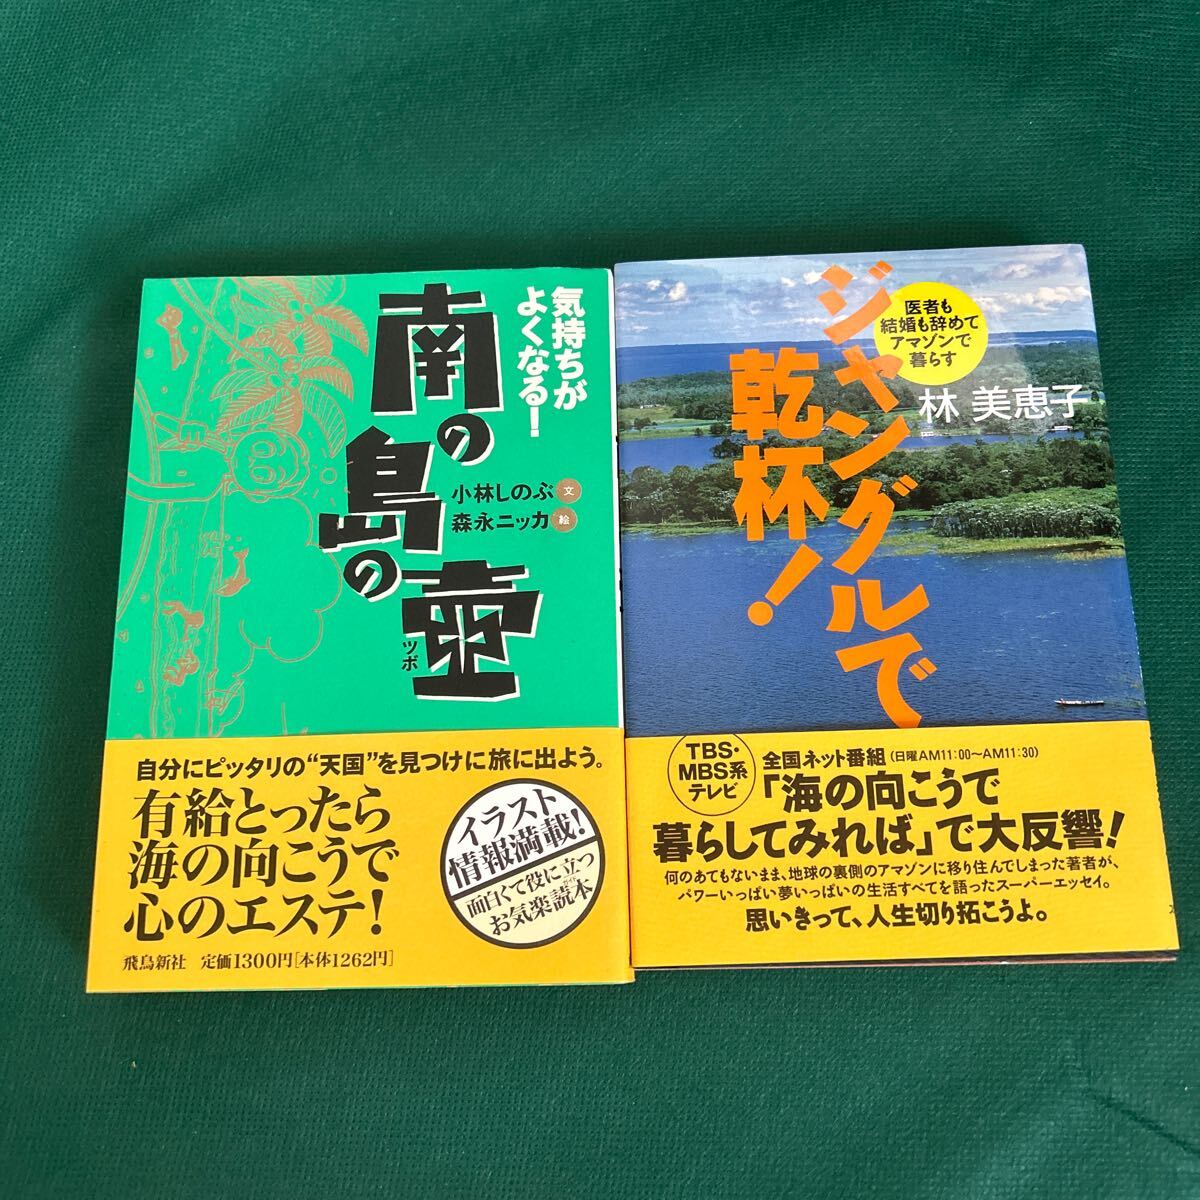 気持ちが
よくなる!
南の
島の
壺
ツボ
小林しのぶ 文
森永ニッカ 絵
自分にピッタリの“天国”を見つけに旅に出よう。
有給とったら
海の向こうで
心のエステ!
イラスト
情報満載!
面白くて役に立つ
お気楽読本
飛鳥新社 定価1300円[本体1262円]
ジャングルで
乾杯!
医者も
結婚も辞めて
アマゾンで
暮らす
林 美恵子
TBS・
MBS系
テレビ
全国ネット番組(日曜AM11:00〜AM11:30)
「海の向こうで
暮らしてみれば」で大反響!
何のあてもないまま、地球の裏側のアマゾンに移り住んでしまった著者が、
パワーいっぱい夢いっぱいの生活すべてを語ったスーパーエッセイ。
思いきって、人生切り拓こうよ。